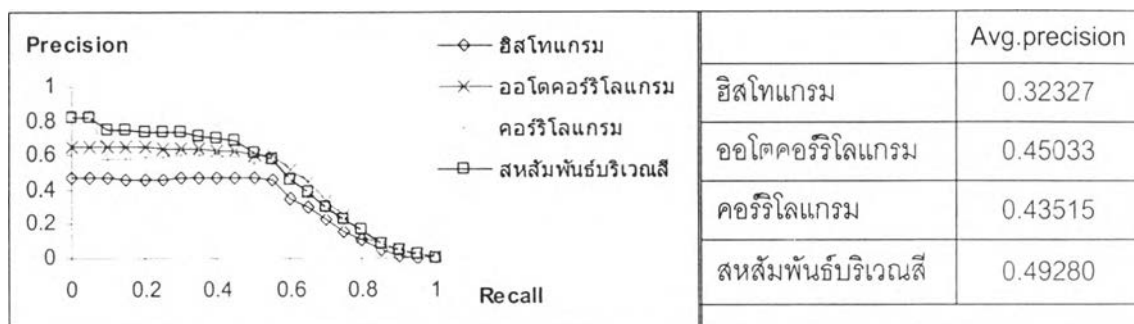 Precision
1
0.8
0.6
0.4
0.2
0
0 0.2 0.4 0.6 0.8 1
Recall
ฮิสโทแกรม
ออโตคอร์ริโลแกรม
คอร์ริโลแกรม
สหสัมพันธ์บริเวณสี
Avg.precision
ฮิสโทแกรม 0.32327
ออโตคอร์ริโลแกรม 0.45033
คอร์ริโลแกรม 0.43515
สหสัมพันธ์บริเวณสี 0.49280